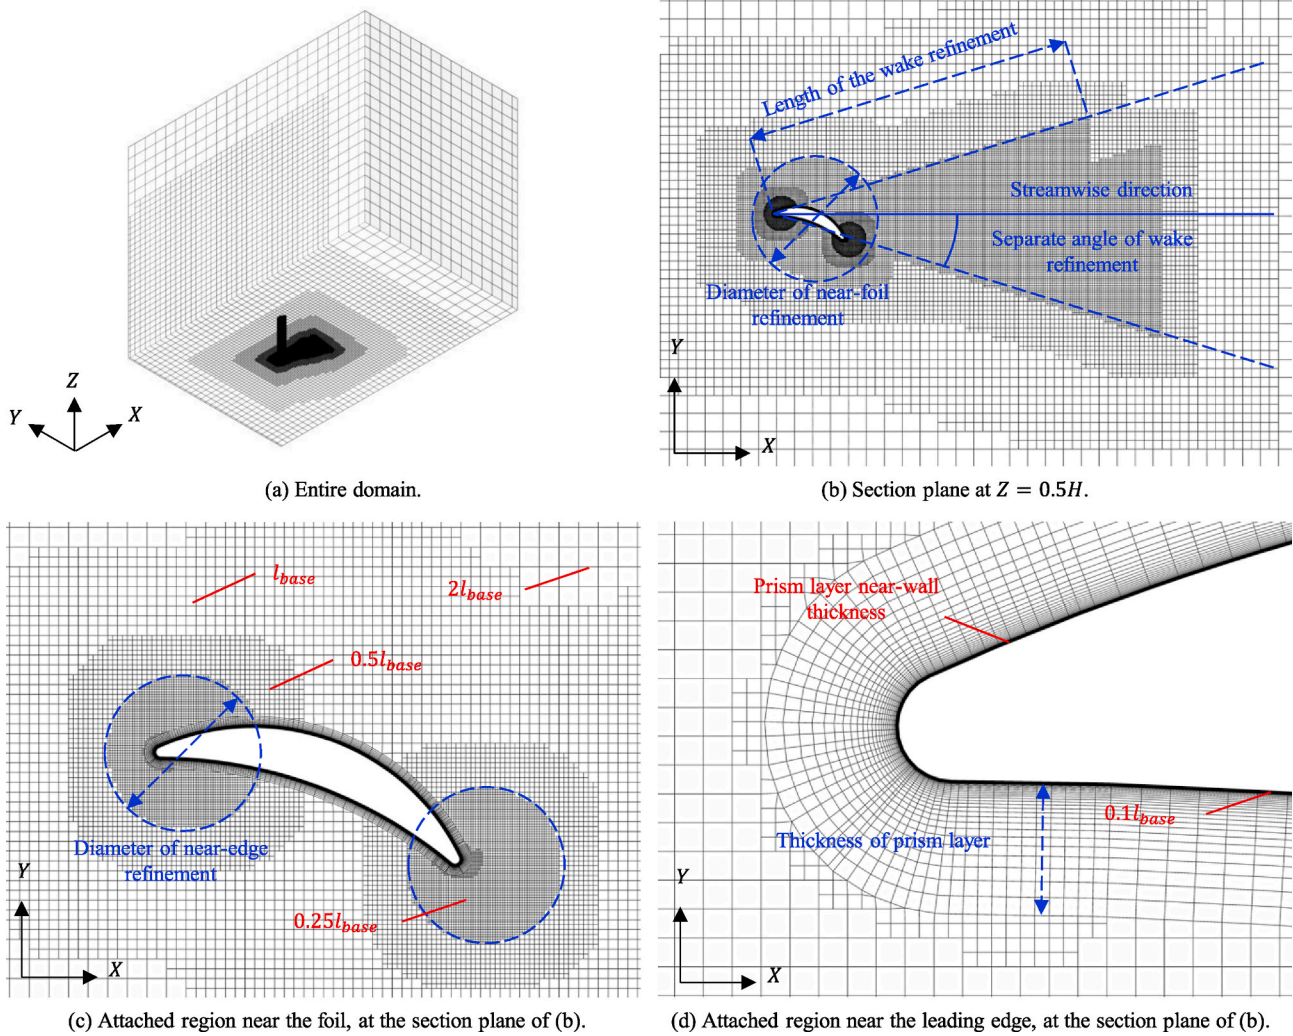 Z
Y
X
(a) Entire domain.
Length of the wake refinement
Streamwise direction
Separate angle of wake
refinement
Diameter of near-foil
refinement
Y
X
(b) Section plane at Z = 0.5H.
l_base
2l_base
0.5l_base
Diameter of near-edge
refinement
0.25l_base
Y
X
(c) Attached region near the foil, at the section plane of (b).
Prism layer near-wall
thickness
0.1l_base
Thickness of prism layer
Y
X
(d) Attached region near the leading edge, at the section plane of (b).